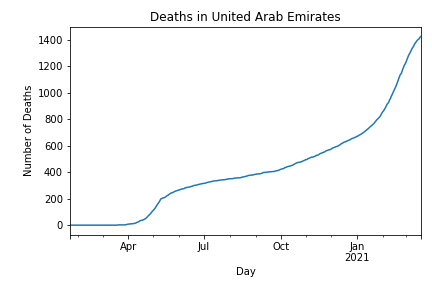 Deaths in United Arab Emirates
1400
1200
1000
800
600
400
200
0
Number of Deaths
Apr
Jul
Oct
Jan
2021
Day